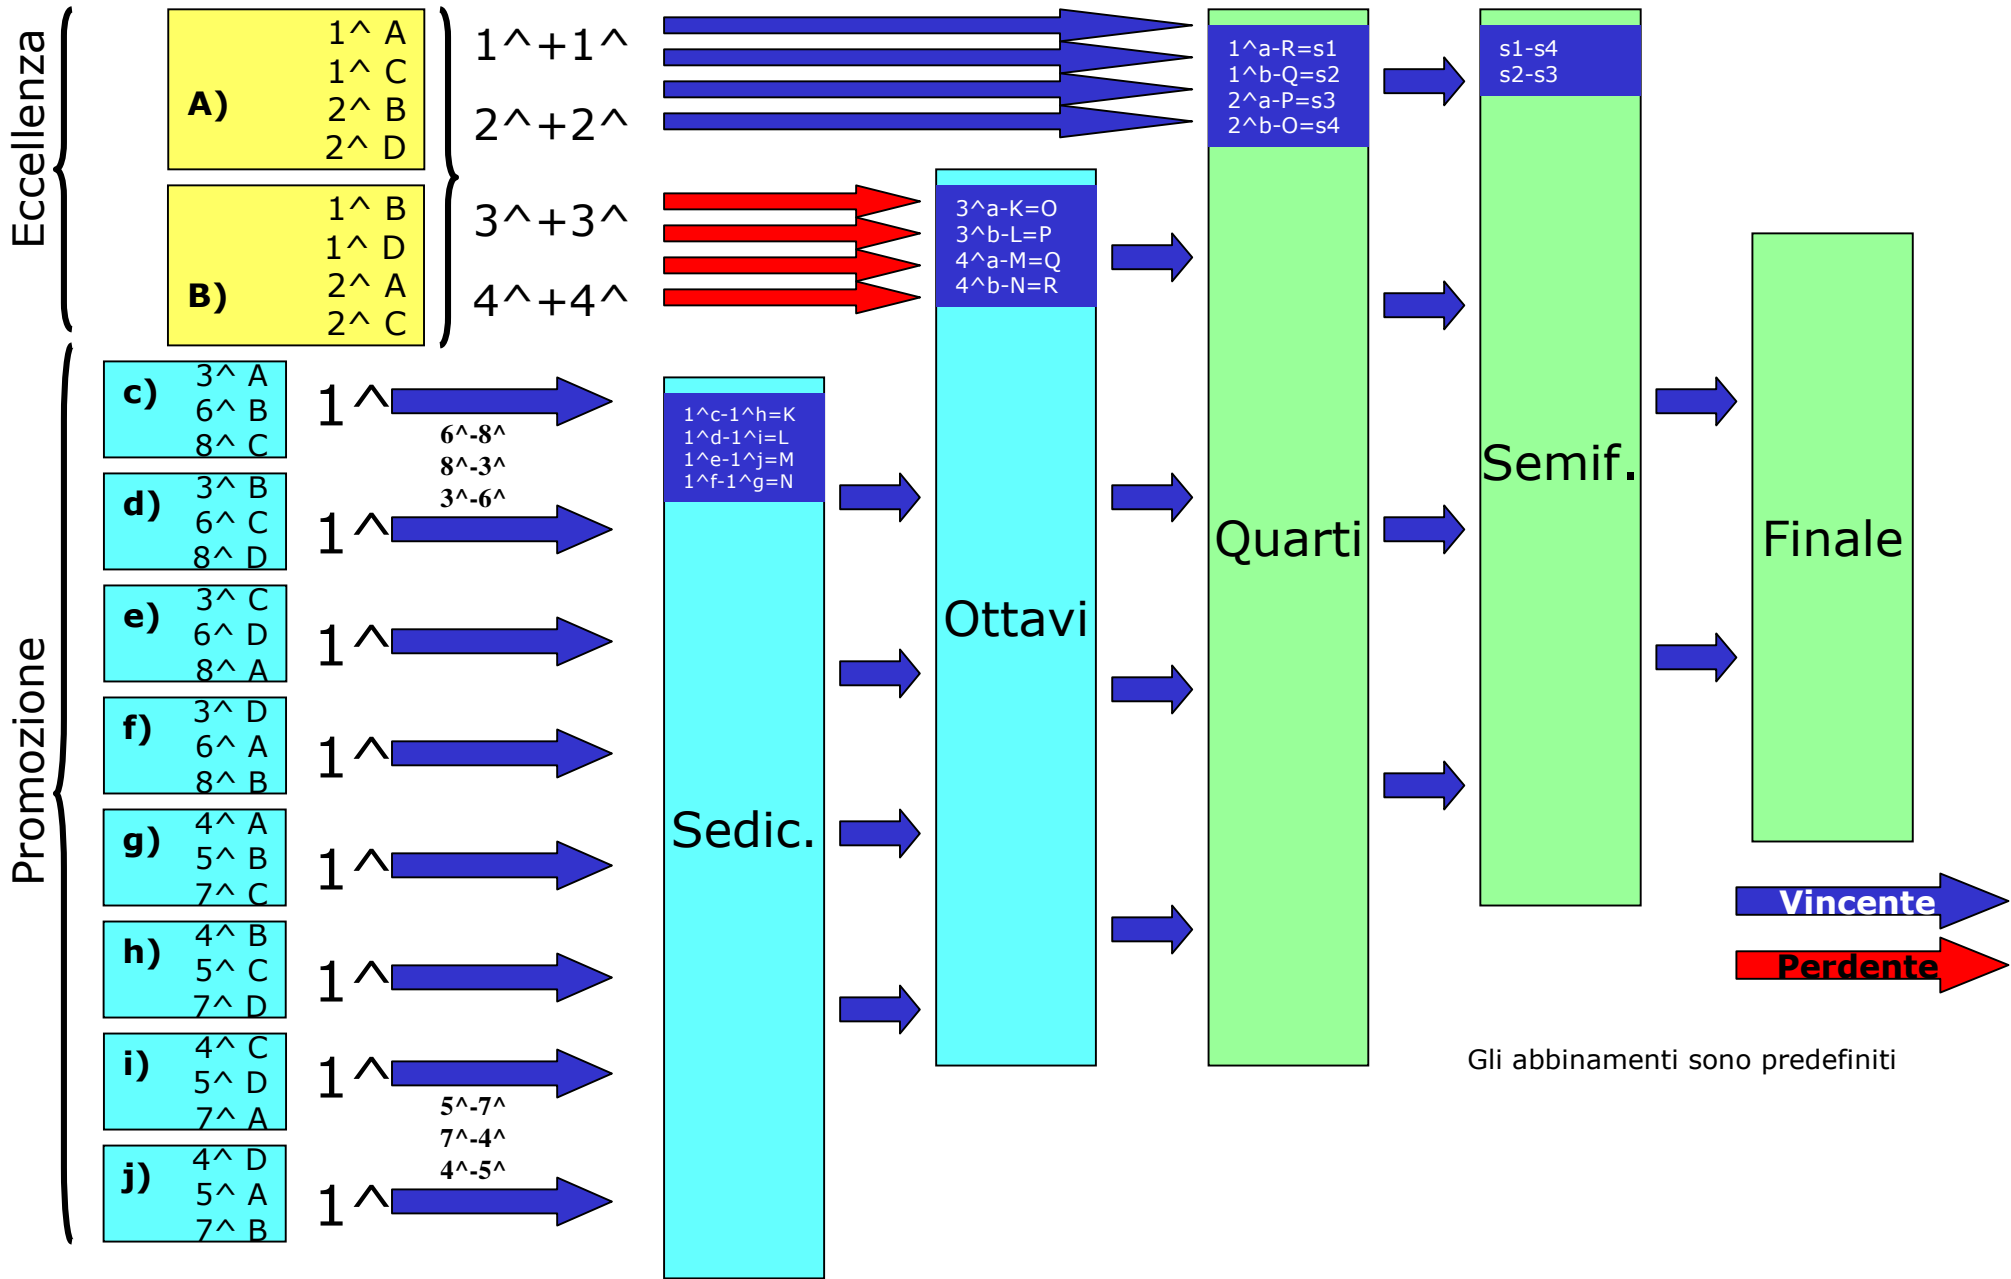 Eccellenza
A)
1^ A
1^ C
2^ B
2^ D
B)
1^ B
1^ D
2^ A
2^ C
1^+1^
2^+2^
3^+3^
4^+4^
Promozione
c)
3^ A
6^ B
8^ C
1^
6^-8^
8^-3^
3^-6^
d)
3^ B
6^ C
8^ D
1^
e)
3^ C
6^ D
8^ A
1^
f)
3^ D
6^ A
8^ B
1^
g)
4^ A
5^ B
7^ C
1^
h)
4^ B
5^ C
7^ D
1^
i)
4^ C
5^ D
7^ A
1^
5^-7^
7^-4^
4^-5^
j)
4^ D
5^ A
7^ B
1^
1^c-1^h=K
1^d-1^i=L
1^e-1^j=M
1^f-1^g=N
Sedic.
3^a-K=O
3^b-L=P
4^a-M=Q
4^b-N=R
Ottavi
1^a-R=s1
1^b-Q=s2
2^a-P=s3
2^b-O=s4
Quarti
s1-s4
s2-s3
Semif.
Finale
Vincente
Perdente
Gli abbinamenti sono predefiniti